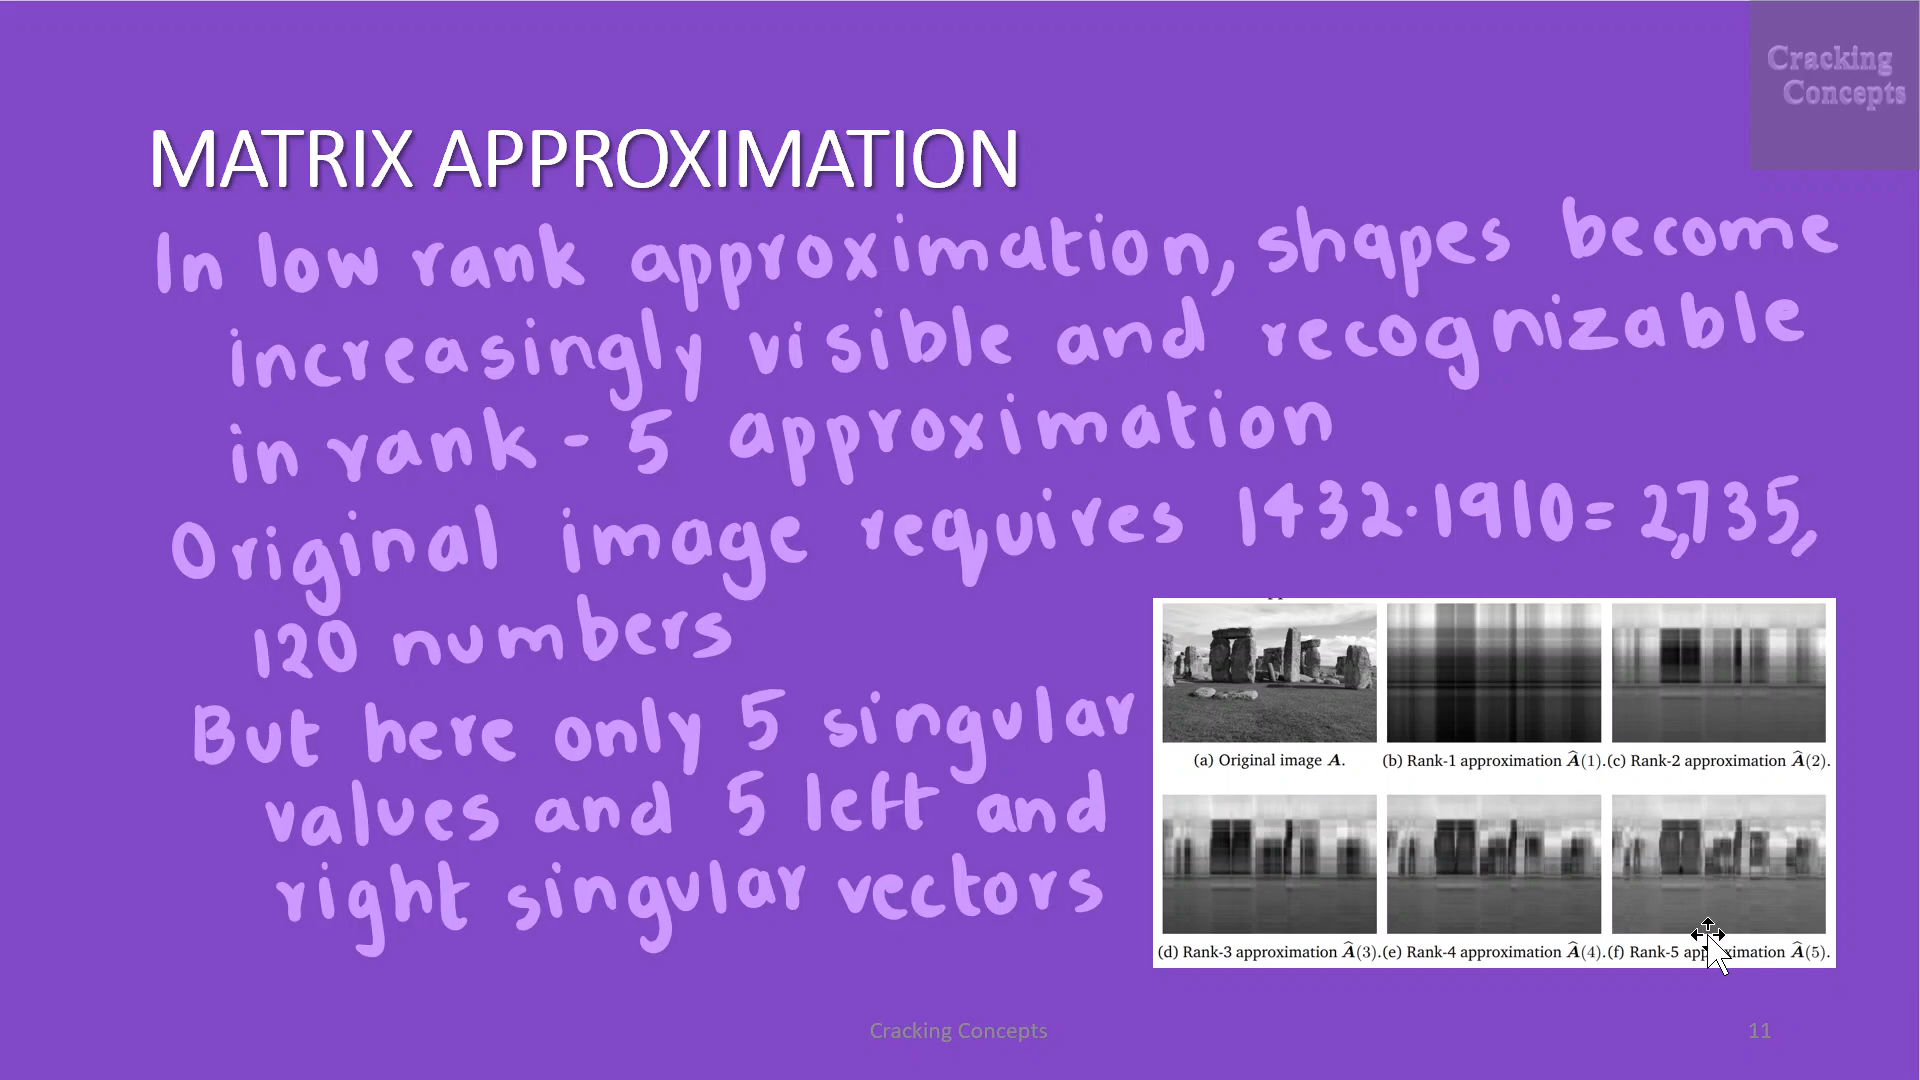 Cracking
Concepts
MATRIX APPROXIMATION
In low rank approximation, shapes become
increasingly visible and recognizable
in rank - 5 approximation
Original image requires 1432·1910 = 2,735,
120 numbers
But here only 5 singular
values and 5 left and
right singular vectors
(a) Original image A.
(b) Rank-1 approximation Â(1).
(c) Rank-2 approximation Â(2).
(d) Rank-3 approximation Â(3).
(e) Rank-4 approximation Â(4).
(f) Rank-5 approximation Â(5).
Cracking Concepts
11